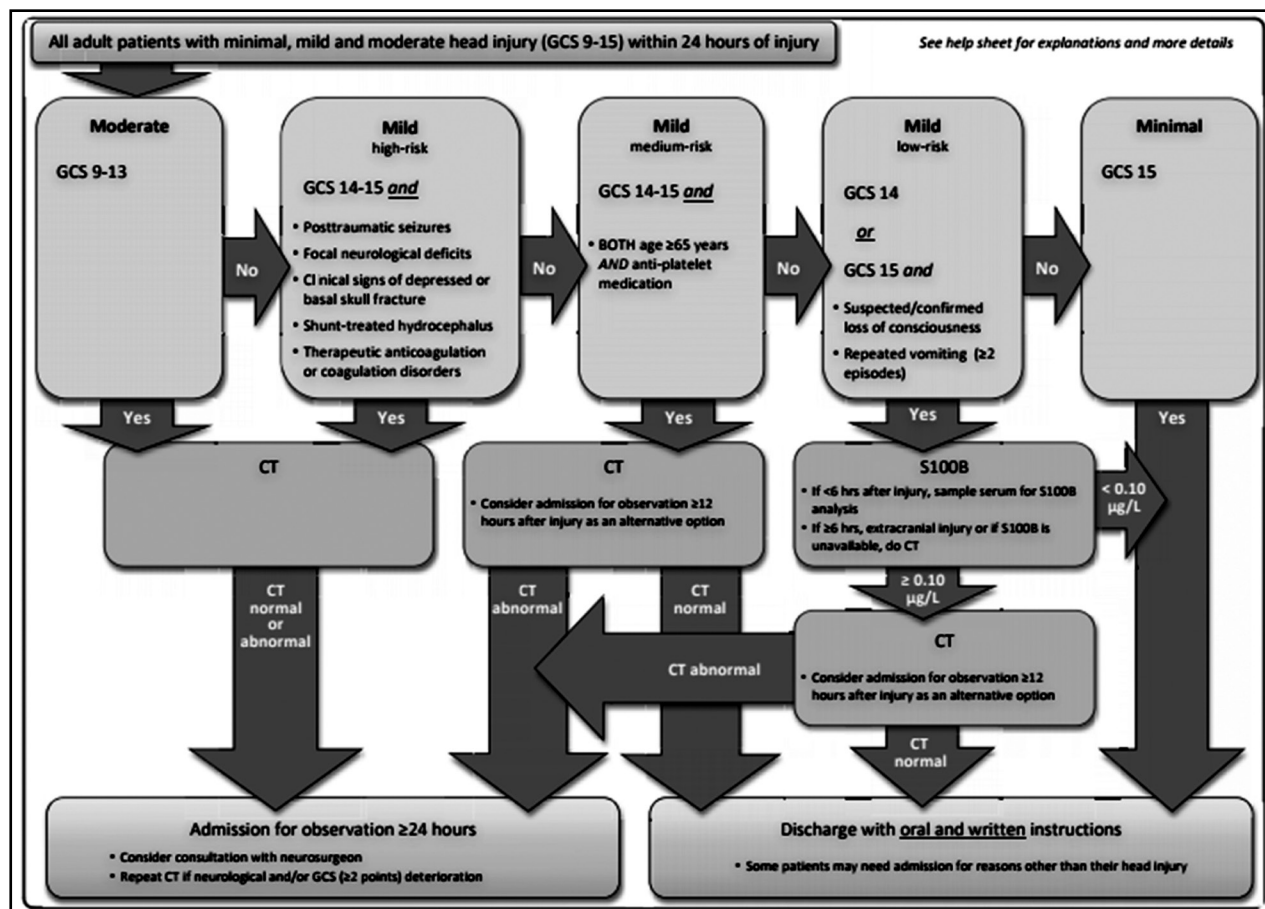 All adult patients with minimal, mild and moderate head injury (GCS 9-15) within 24 hours of injury
See help sheet for explanations and more details
Moderate
GCS 9-13
No
Yes
Mild
high-risk
GCS 14-15 and
• Posttraumatic seizures
• Focal neurological deficits
• Clinical signs of depressed or
basal skull fracture
• Shunt-treated hydrocephalus
• Therapeutic anticoagulation
or coagulation disorders
No
Yes
Mild
medium-risk
GCS 14-15 and
• BOTH age ≥65 years
AND anti-platelet
medication
No
Yes
Mild
low-risk
GCS 14
or
GCS 15 and
• Suspected/confirmed
loss of consciousness
• Repeated vomiting (≥2
episodes)
No
Yes
Minimal
GCS 15
Yes
CT
CT
• Consider admission for observation ≥12
hours after injury as an alternative option
S100B
• If <6 hrs after injury, sample serum for S100B
analysis
• If ≥6 hrs, extracranial injury or if S100B is
unavailable, do CT
< 0.10
µg/L
≥ 0.10
µg/L
CT
normal
or
abnormal
CT
abnormal
CT
normal
CT abnormal
CT
• Consider admission for observation ≥12
hours after injury as an alternative option
CT
normal
Admission for observation ≥24 hours
• Consider consultation with neurosurgeon
• Repeat CT if neurological and/or GCS (≥2 points) deterioration
Discharge with oral and written instructions
• Some patients may need admission for reasons other than their head injury